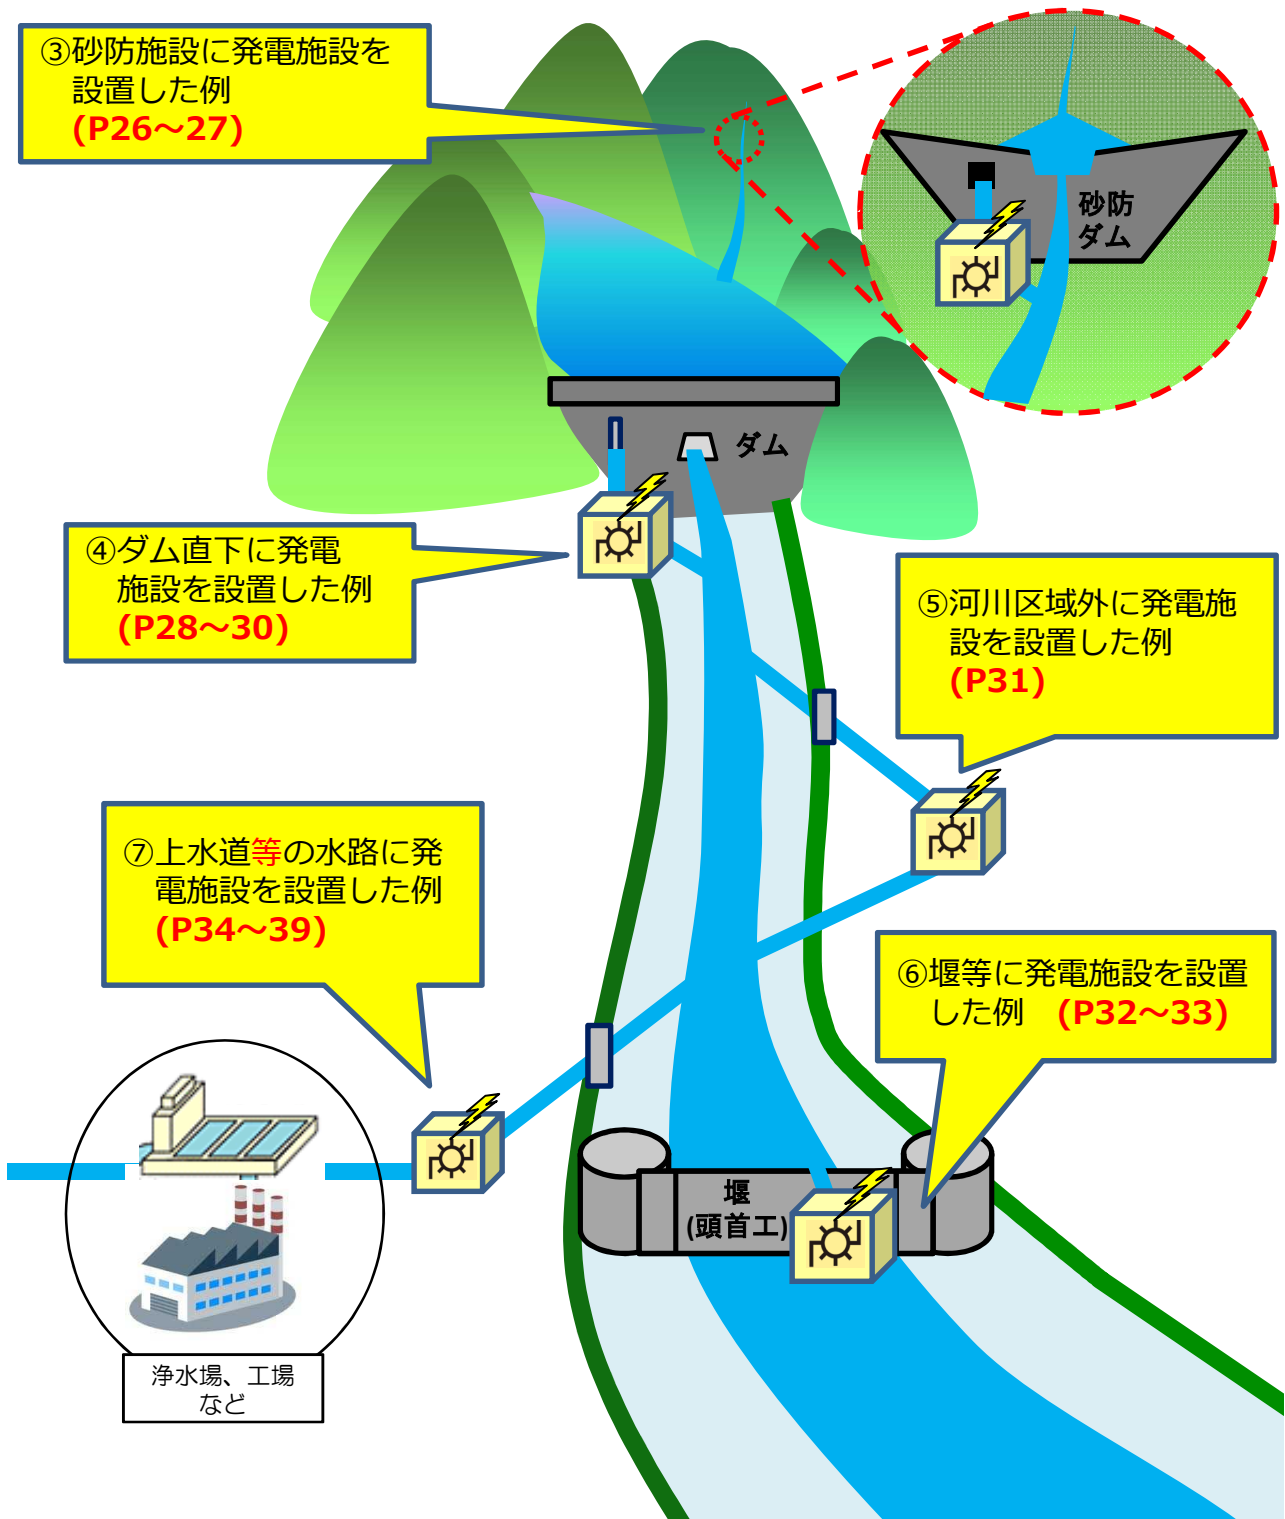 ③砂防施設に発電施設を
設置した例
(P26～27)
砂防
ダム
ダム
④ダム直下に発電
施設を設置した例
(P28～30)
⑤河川区域外に発電施
設を設置した例
(P31)
⑦上水道等の水路に発
電施設を設置した例
(P34～39)
⑥堰等に発電施設を設置
した例　(P32～33)
堰
(頭首工)
浄水場、工場
など